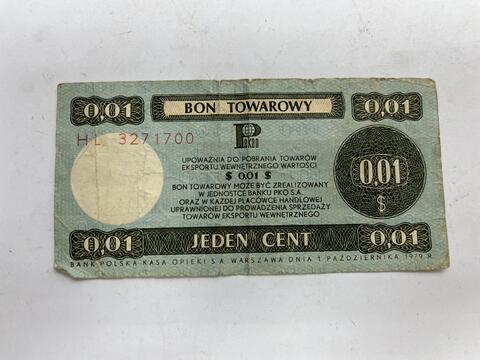 0,01 BON TOWAROWY 0,01
HL 3271700
PKO
UPOWAŻNIA DO POBRANIA TOWARÓW
EKSPORTU WEWNĘTRZNEGO WARTOŚCI
$ 0.01 $
BON TOWAROWY MOŻE BYĆ ZREALIZOWANY
W JEDNOSTCE BANKU PKO S.A.
ORAZ W KAŻDEJ PLACÓWCE HANDLOWEJ
UPRAWNIONEJ DO PROWADZENIA SPRZEDAŻY
TOWARÓW EKSPORTU WEWNĘTRZNEGO
0,01
$
0,01 JEDEN CENT 0,01
BANK POLSKA KASA OPIEKI S.A. WARSZAWA DNIA 1 PAŹDZIERNIKA 1979 R.